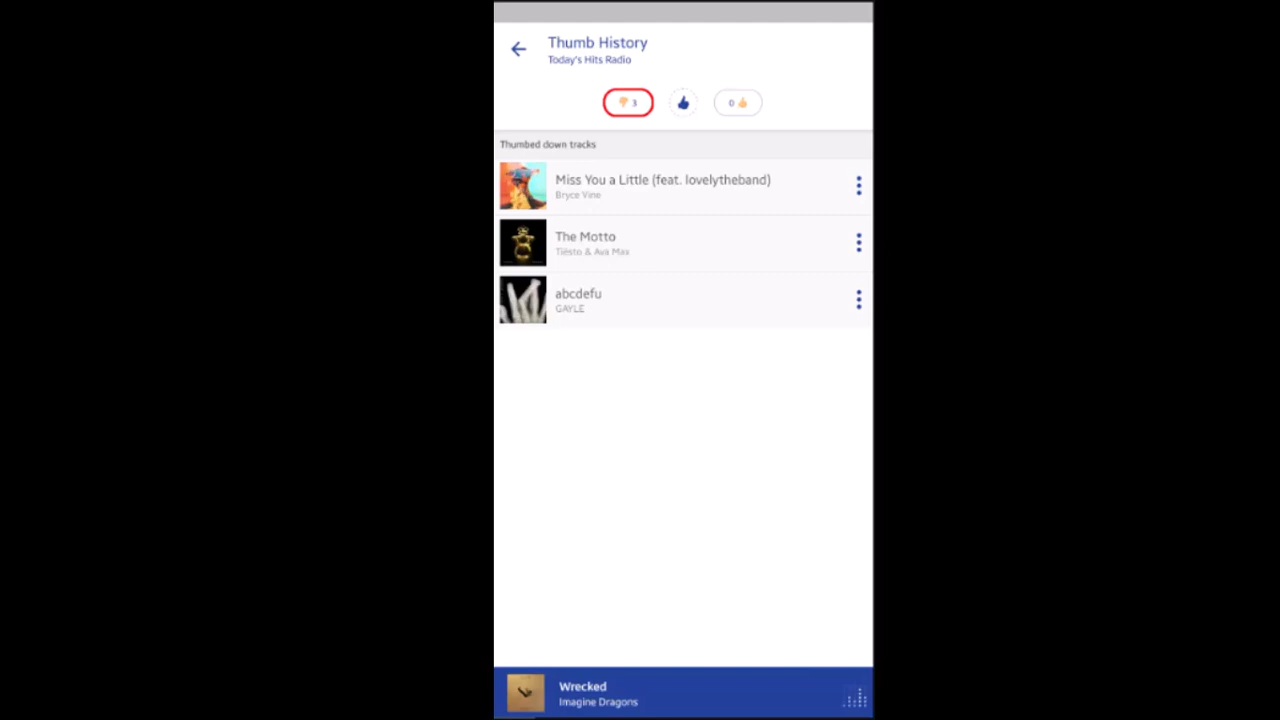 Thumb History
Today's Hits Radio
3
0
Thumbed down tracks
Miss You a Little (feat. lovelytheband)
Bryce Vine
The Motto
Tiësto & Ava Max
abcdefu
GAYLE
Wrecked
Imagine Dragons